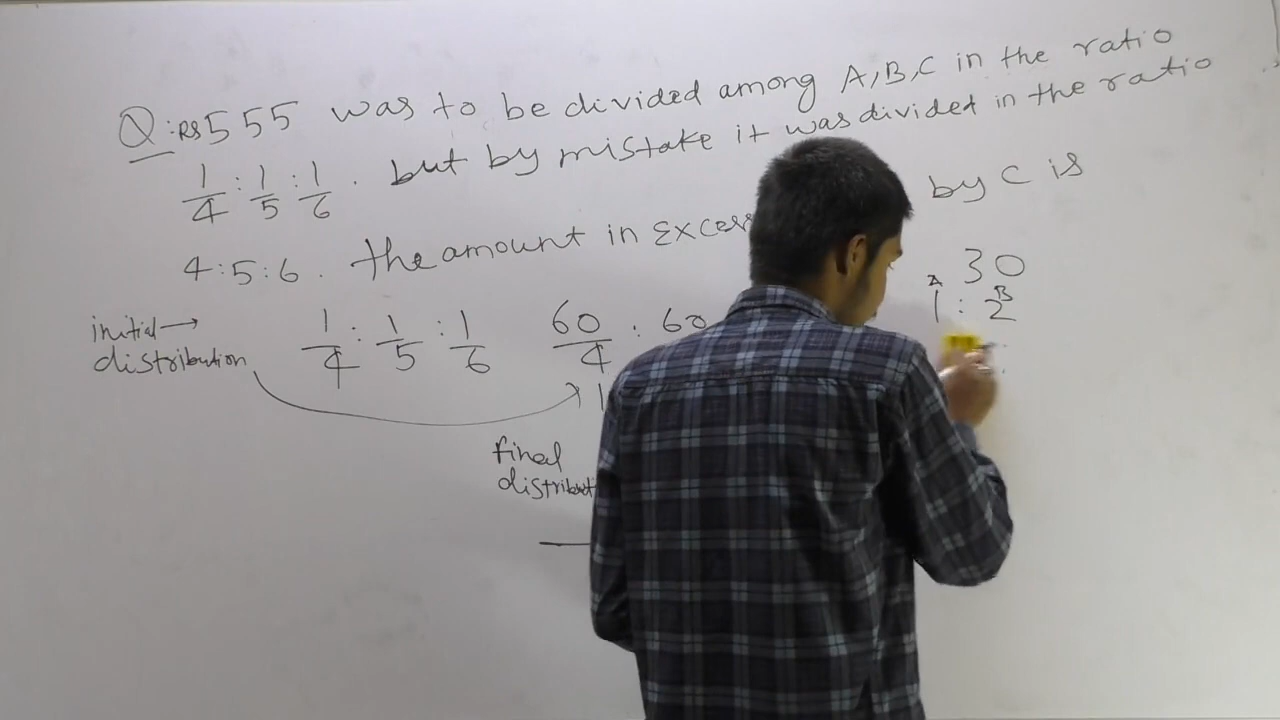 Q: Rs 555 was to be divided among A, B, C in the ratio
1/4 : 1/5 : 1/6 . but by mistake it was divided in the ratio
4:5:6 . the amount in Excess by C is
initial → distribution
1/4 : 1/5 : 1/6
60/4 : 60
1
final
30
A B
1 : 2